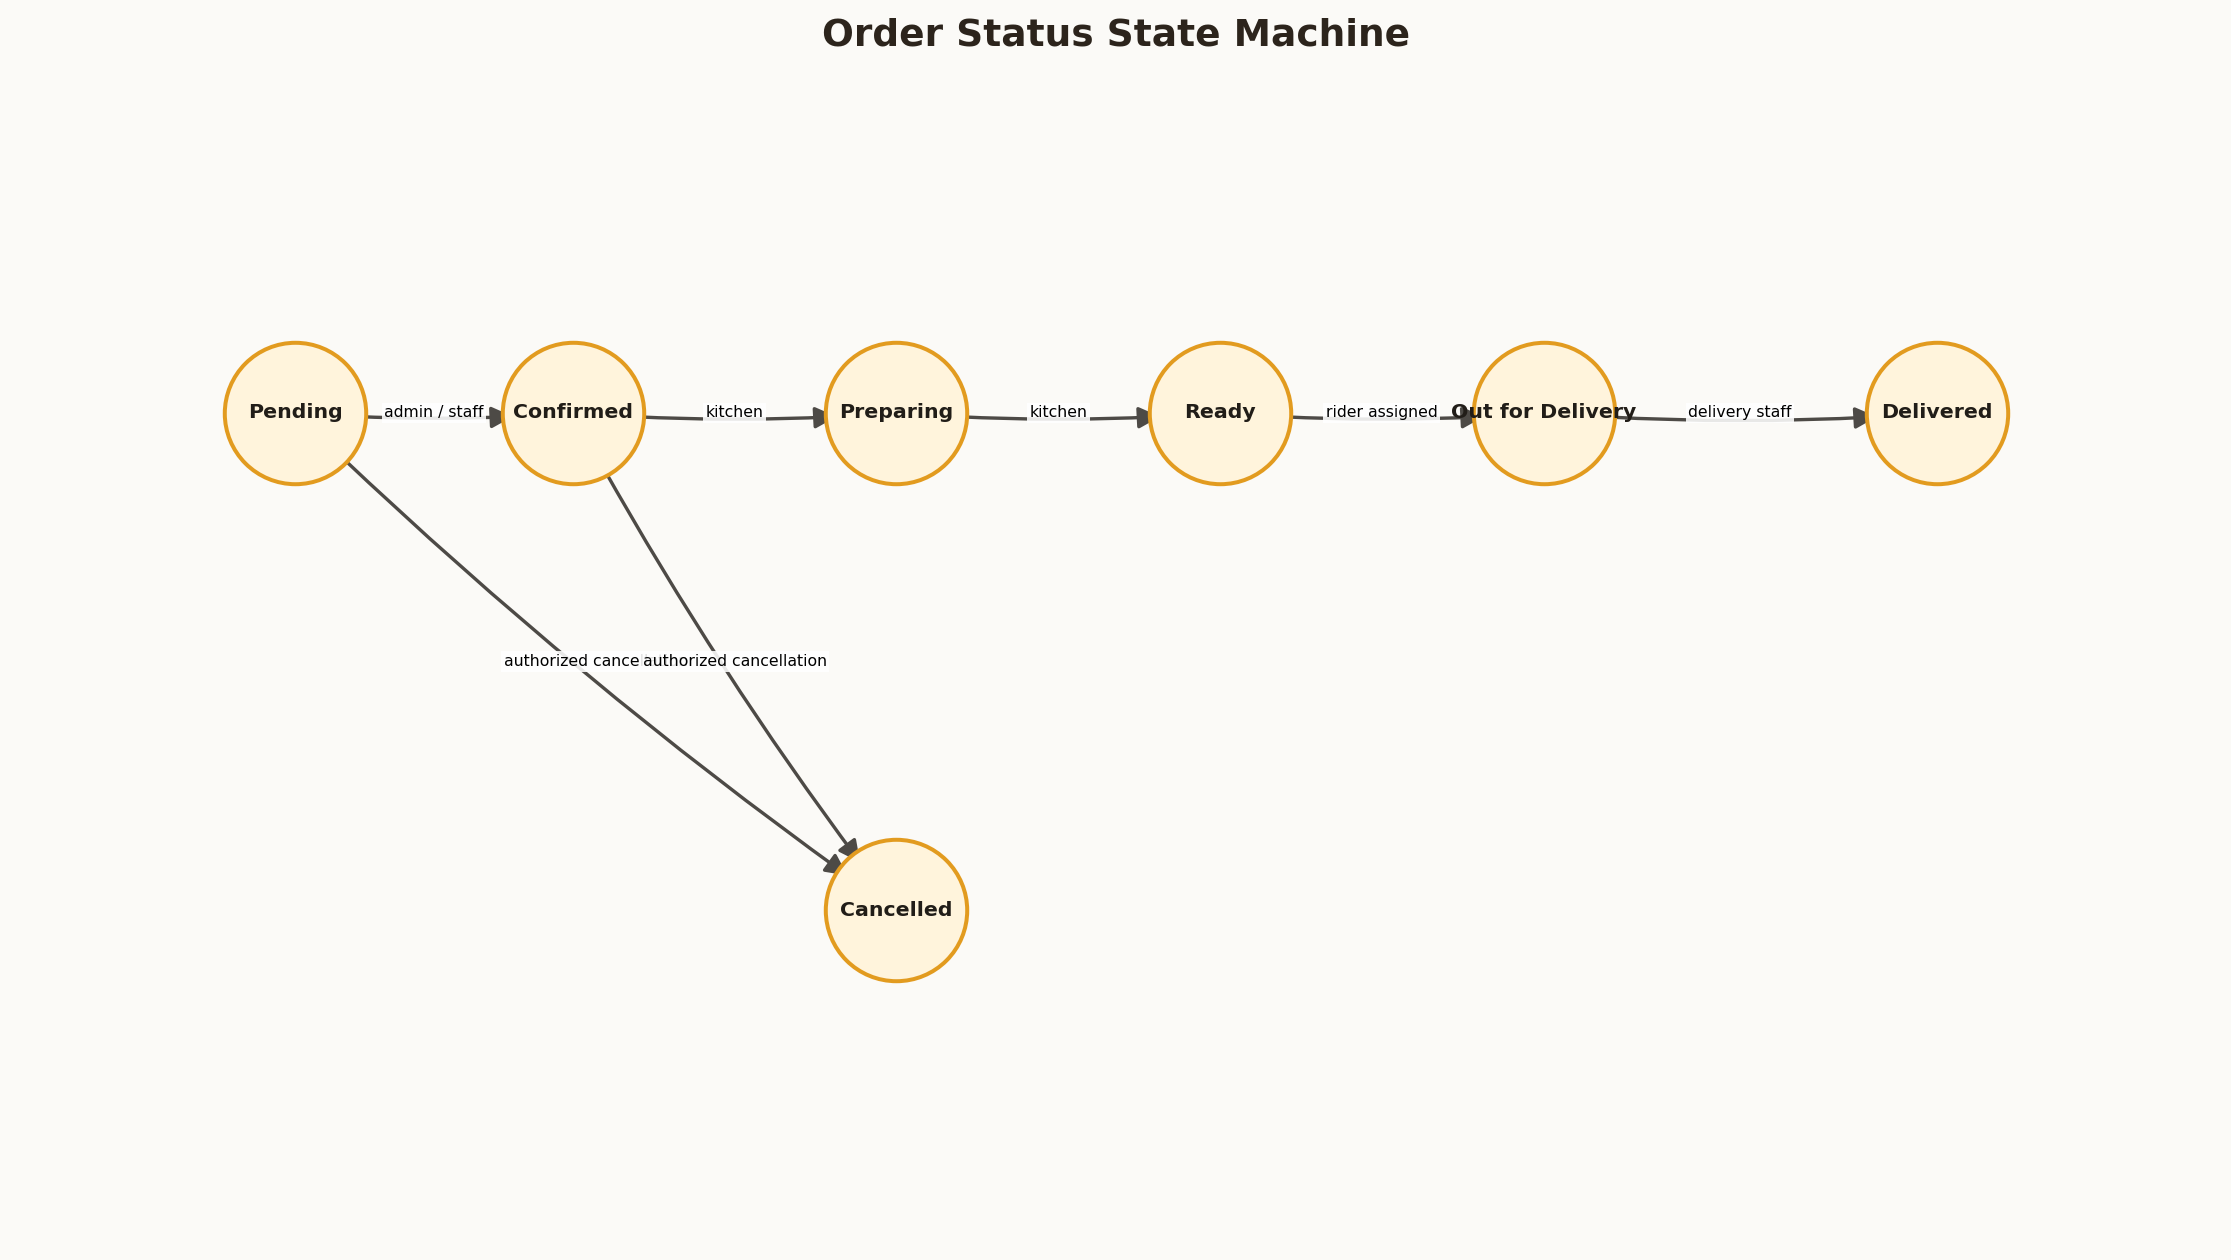 Order Status State Machine
Pending
admin / staff
Confirmed
kitchen
Preparing
kitchen
Ready
rider assigned
Out for Delivery
delivery staff
Delivered
authorized
authorized cancellation
Cancelled